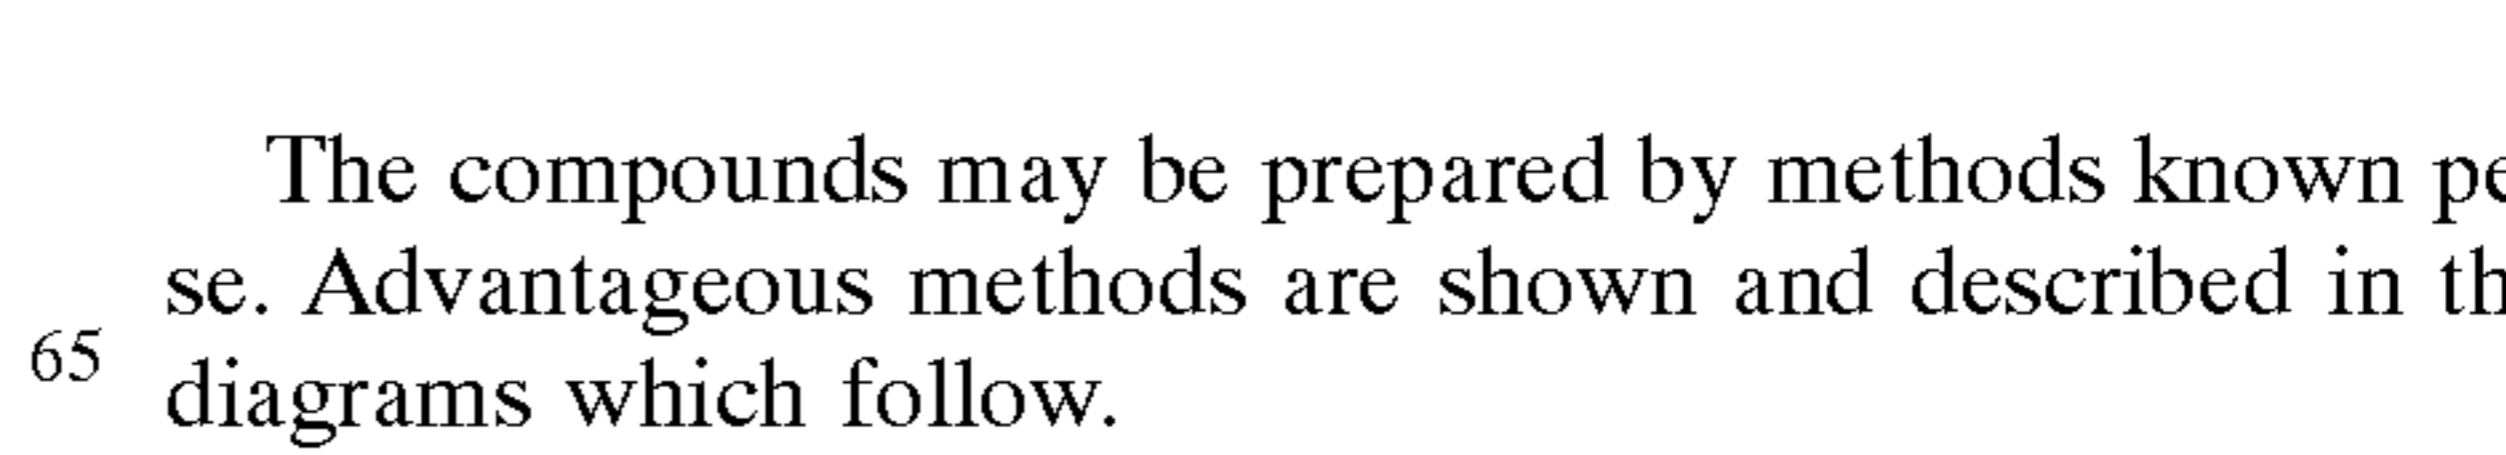 The compounds may be prepared by methods known pe
se. Advantageous methods are shown and described in th
65
diagrams which follow.